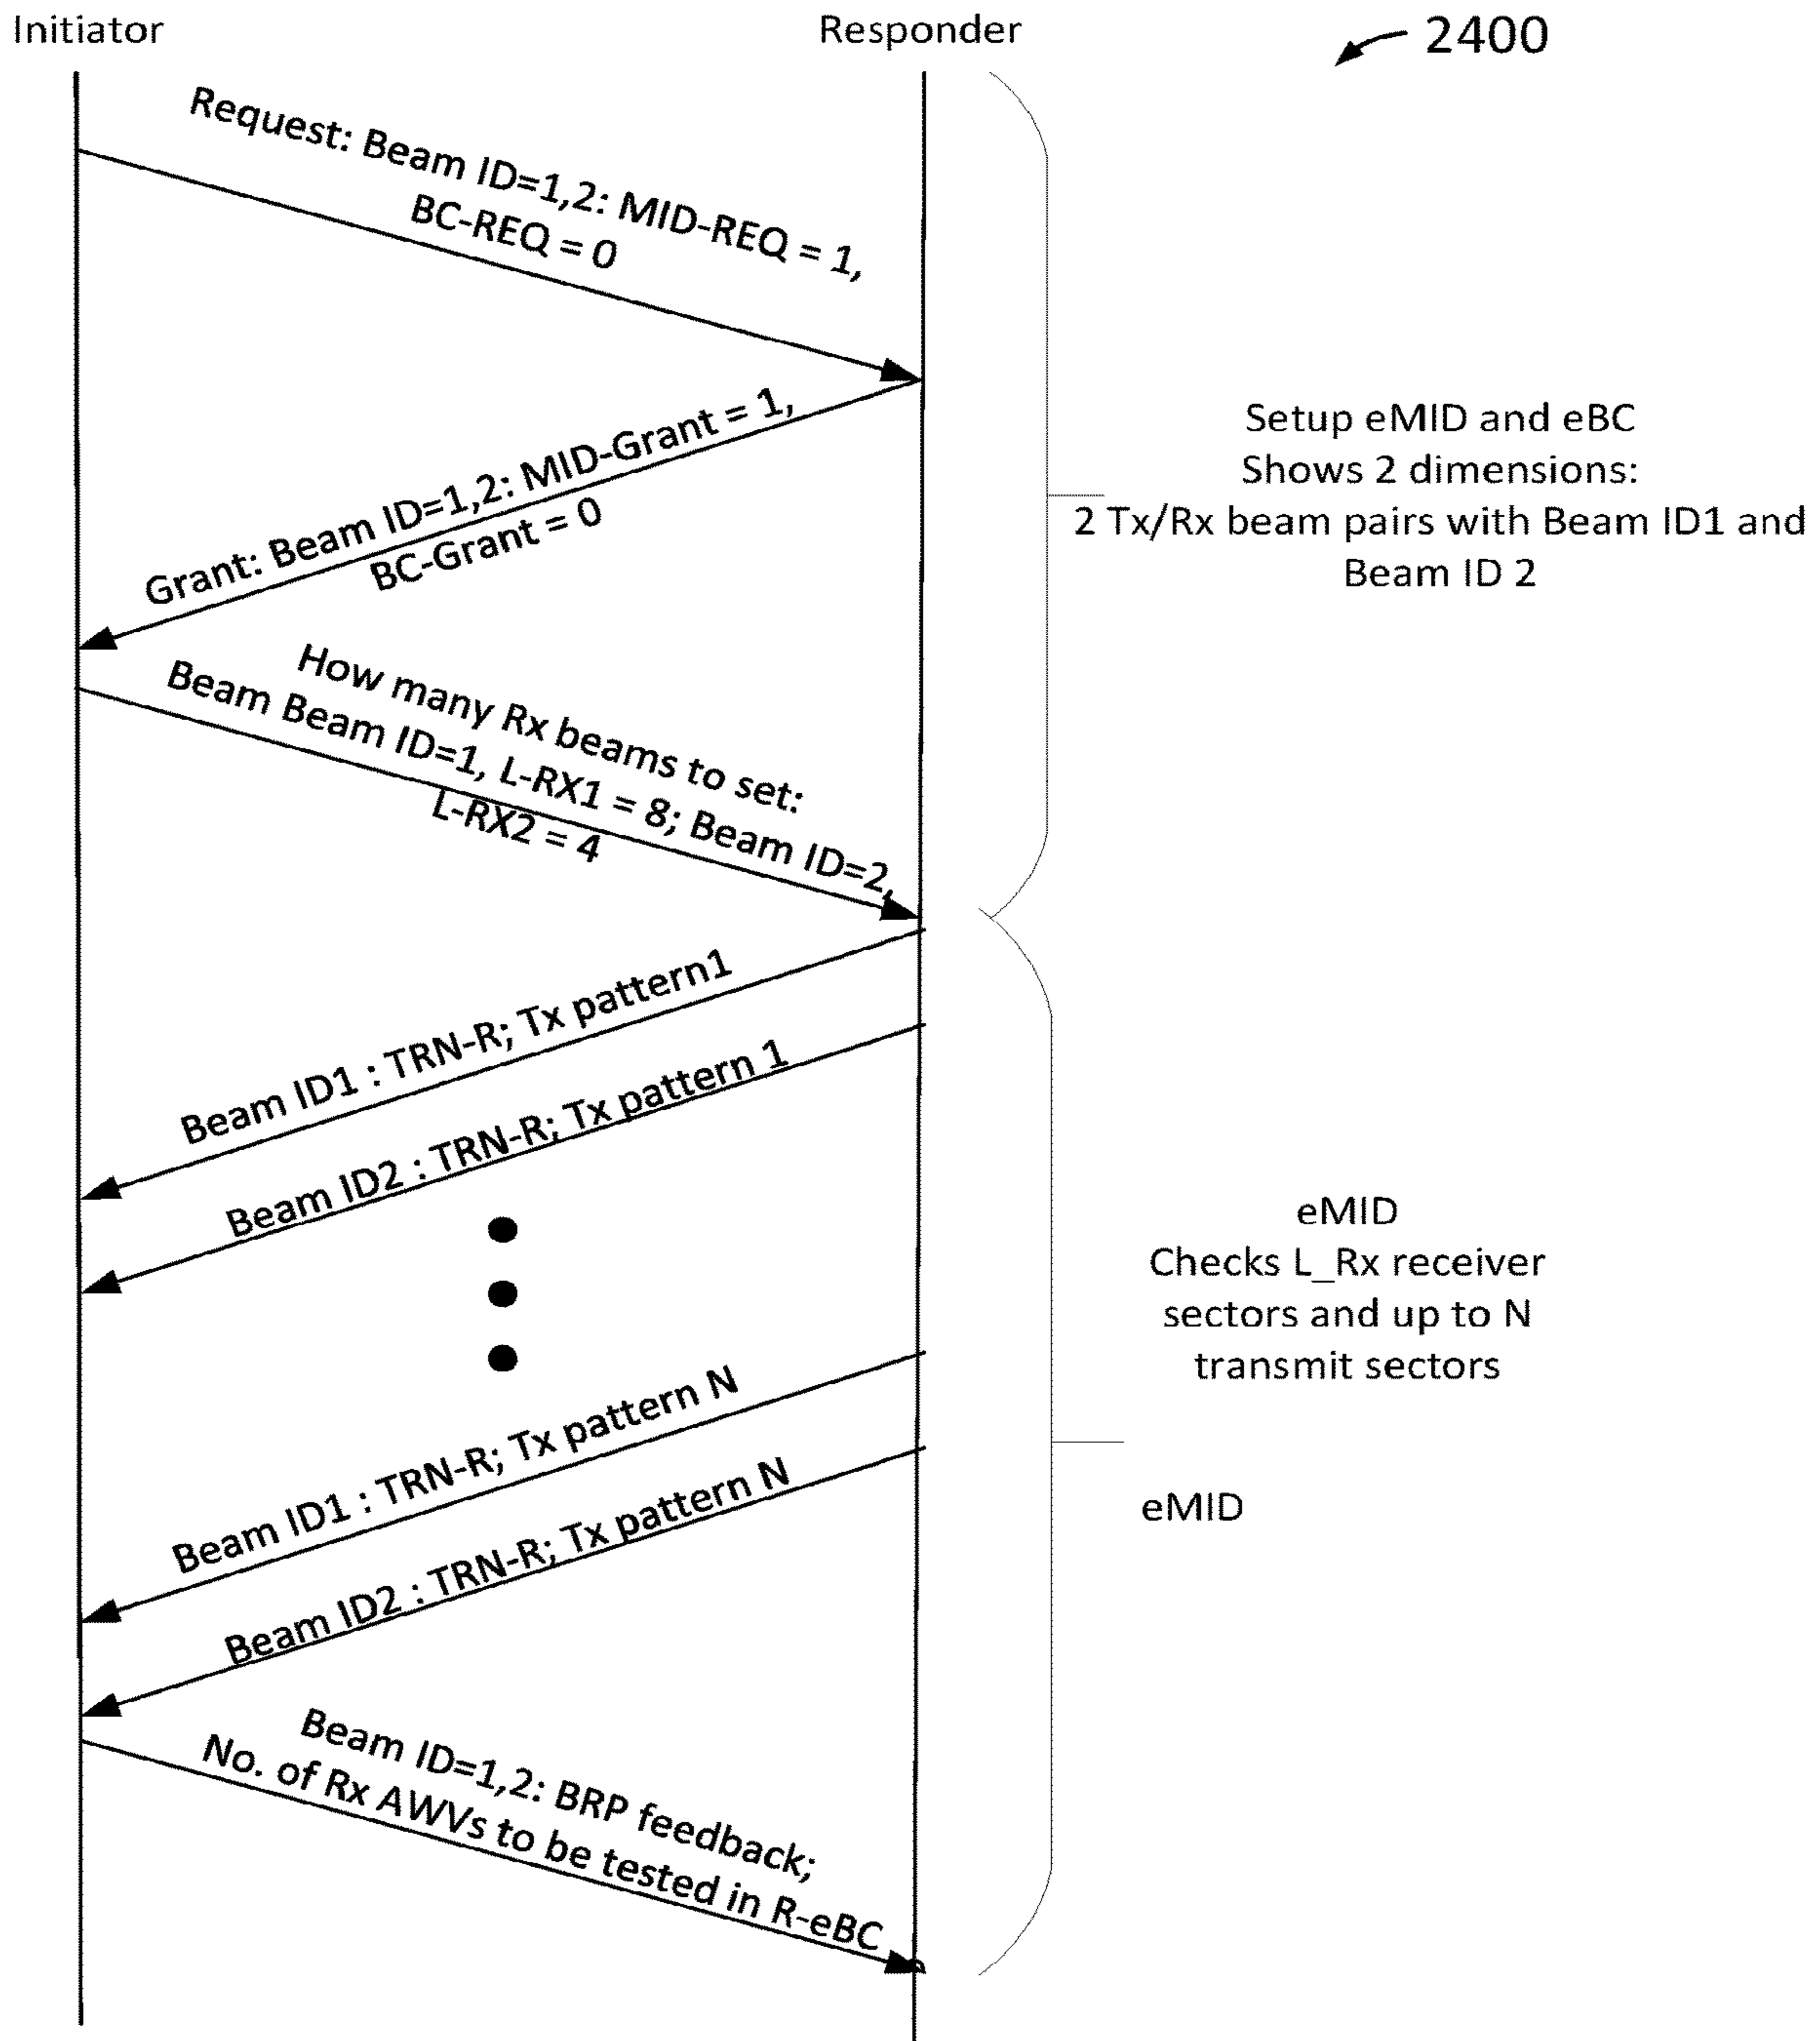 Initiator
Responder
2400
Request: Beam ID=1,2: MID-REQ = 1,
BC-REQ = 0
Grant: Beam ID=1,2: MID-Grant = 1,
BC-Grant = 0
How many Rx beams to set:
Beam Beam ID=1, L-RX1 = 8; Beam ID=2,
L-RX2 = 4
Setup eMID and eBC
Shows 2 dimensions:
2 Tx/Rx beam pairs with Beam ID1 and
Beam ID 2
Beam ID1 : TRN-R; Tx pattern1
Beam ID2 : TRN-R; Tx pattern 1
Beam ID1 : TRN-R; Tx pattern N
Beam ID2 : TRN-R; Tx pattern N
Beam ID=1,2: BRP feedback;
No. of Rx AWVs to be tested in R-eBC
eMID
Checks L_Rx receiver
sectors and up to N
transmit sectors
eMID